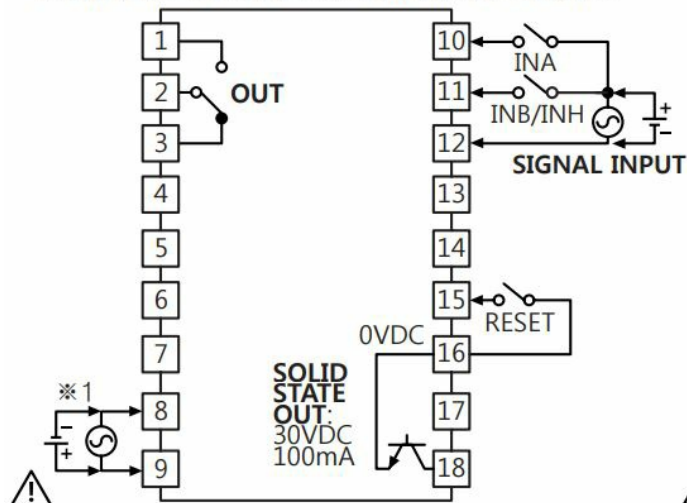 1
2
3
4
5
6
7
8
9
OUT
※1
-
+
SOLID
STATE
OUT:
30VDC
100mA
0VDC
10
11
12
13
14
15
16
17
18
INA
INB/INH
+
-
SIGNAL INPUT
RESET
!